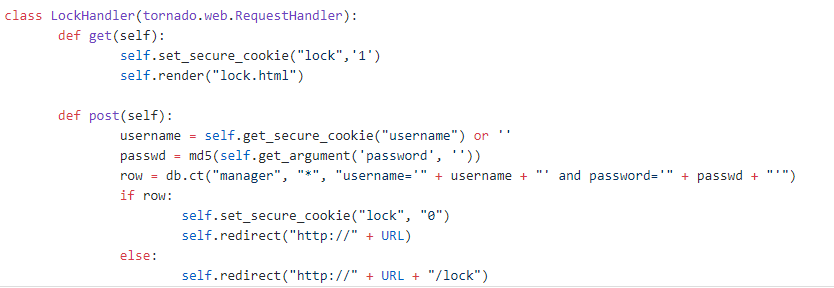 class LockHandler(tornado.web.RequestHandler):
def get(self):
self.set_secure_cookie("lock",'1')
self.render("lock.html")
def post(self):
username = self.get_secure_cookie("username") or ''
passwd = md5(self.get_argument('password', ''))
row = db.ct("manager", "*", "username='" + username + "' and password='" + passwd + "'")
if row:
self.set_secure_cookie("lock", "0")
self.redirect("http://" + URL)
else:
self.redirect("http://" + URL + "/lock")